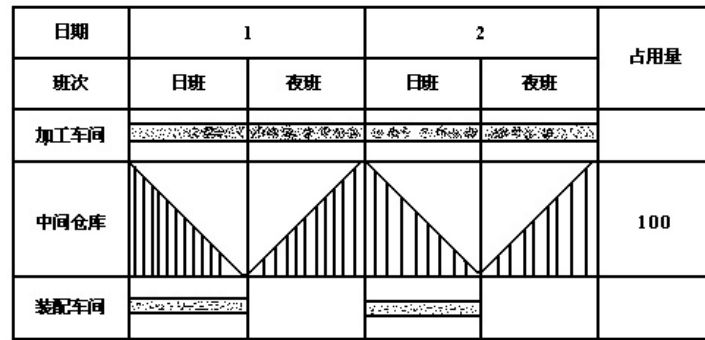 日期 1 2 占用量
班次 日班 夜班 日班 夜班
加工车间
中间仓库 100
装配车间